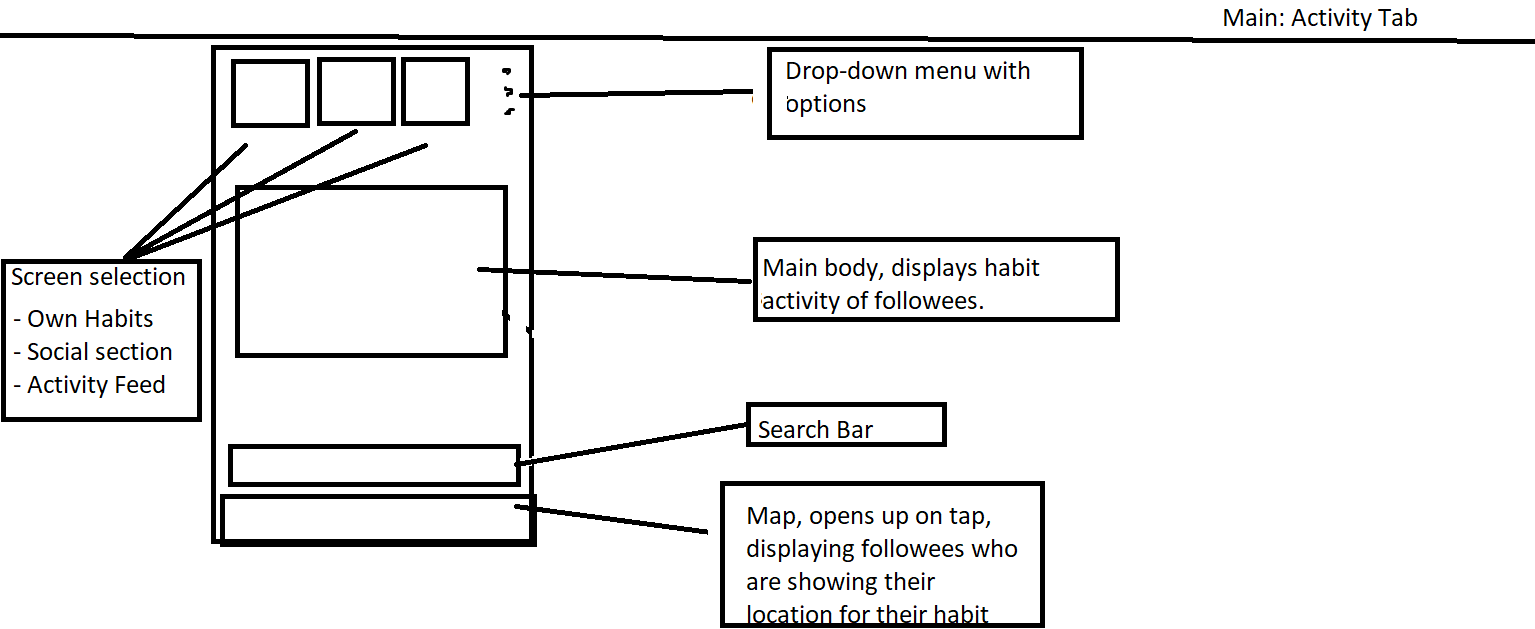 Main: Activity Tab
Drop-down menu with
options
Main body, displays habit
activity of followees.
Screen selection
- Own Habits
- Social section
- Activity Feed
Search Bar
Map, opens up on tap,
displaying followees who
are showing their
location for their habit